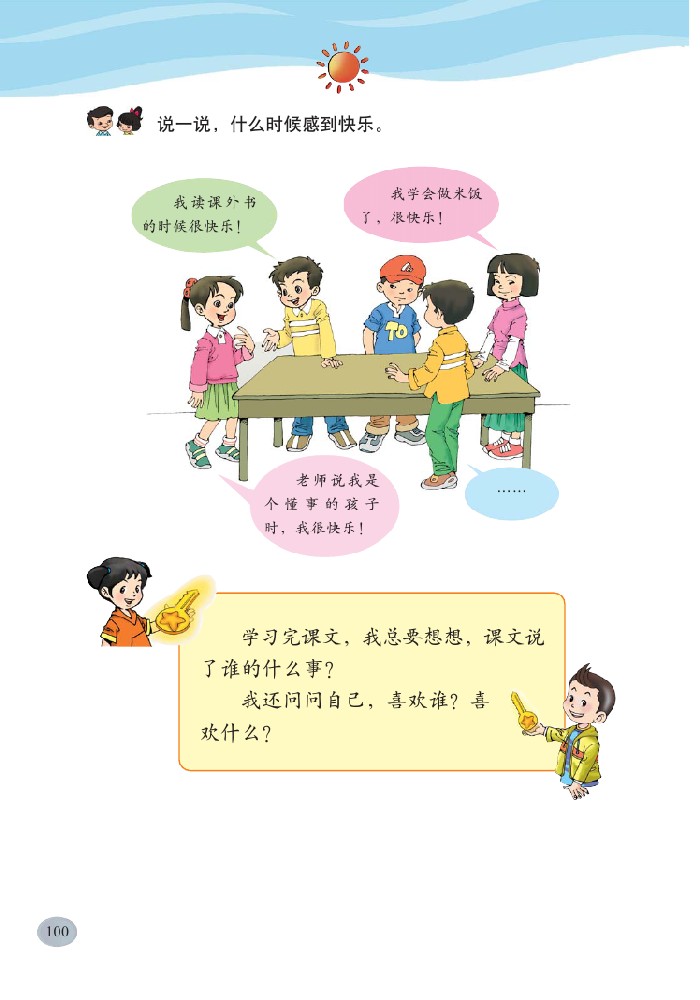 说一说，什么时候感到快乐。
我读课外书
的时候很快乐！
我学会做米饭
了，很快乐！
TO
老师说我是
个懂事的孩子
时，我很快乐！
……
学习完课文，我总要想想，课文说
了谁的什么事？
我还问问自己，喜欢谁？喜
欢什么？
100